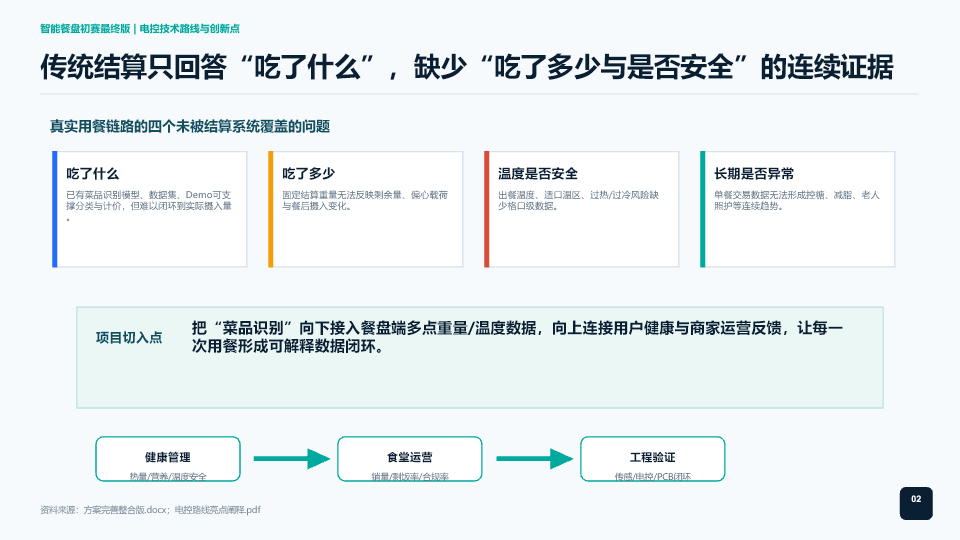 智能餐盘初赛最终版 | 电控技术路线与创新点
传统结算只回答“吃了什么”，缺少“吃了多少与是否安全”的连续证据
真实用餐链路的四个未被结算系统覆盖的问题
吃了什么
已有菜品识别模型、数据集、Demo可支
撑分类与计价，但难以闭环到实际摄入量
。
吃了多少
固定结算重量无法反映剩余量、偏心载荷
与餐后摄入变化。
温度是否安全
出餐温度、适口温区、过热/过冷风险缺
少格口级数据。
长期是否异常
单餐交易数据无法形成控糖、减脂、老人
照护等连续趋势。
项目切入点
把“菜品识别”向下接入餐盘端多点重量/温度数据，向上连接用户健康与商家运营反馈，让每一
次用餐形成可解释数据闭环。
健康管理
热量/营养/温度安全
食堂运营
销量/剩饭率/合规率
工程验证
传感/电控/PCB闭环
资料来源：方案完善整合版.docx；电控路线亮点阐释.pdf
02